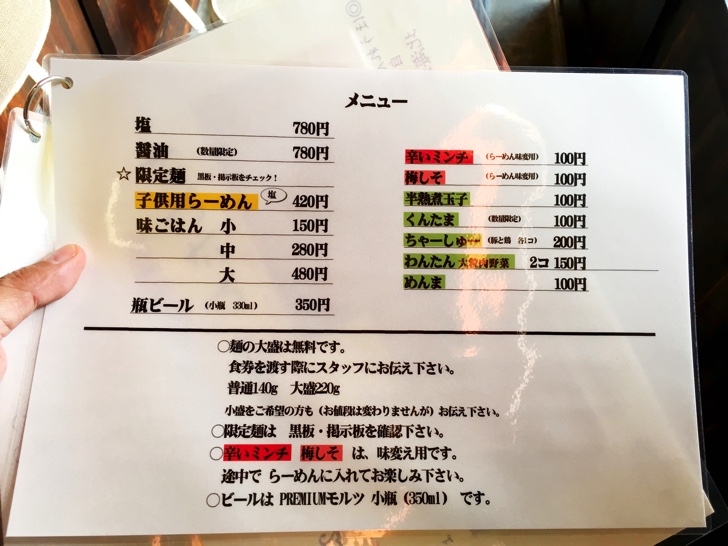 メニュー
塩 780円
醤油 (数量限定) 780円
☆限定麺 黒板・掲示板をチェック！
子供用らーめん 塩 420円
味ごはん 小 150円
中 280円
大 480円
瓶ビール (小瓶 330ml) 350円
辛いミンチ (らーめん味変用) 100円
梅しそ (らーめん味変用) 100円
半熟煮玉子 100円
くんたま (数量限定) 100円
ちゃーしゅー (豚と鶏 各1コ) 200円
わんたん 大粒肉野菜 2コ 150円
めんま 100円
〇麺の大盛は無料です。
食券を渡す際にスタッフにお伝え下さい。
普通140g 大盛220g
小盛をご希望の方も（お値段は変わりませんが）お伝え下さい。
〇限定麺は 黒板・掲示板を確認下さい。
〇辛いミンチ 梅しそ は、味変え用です。
途中で らーめんに入れてお楽しみ下さい。
〇ビールは PREMIUMモルツ 小瓶（350ml） です。